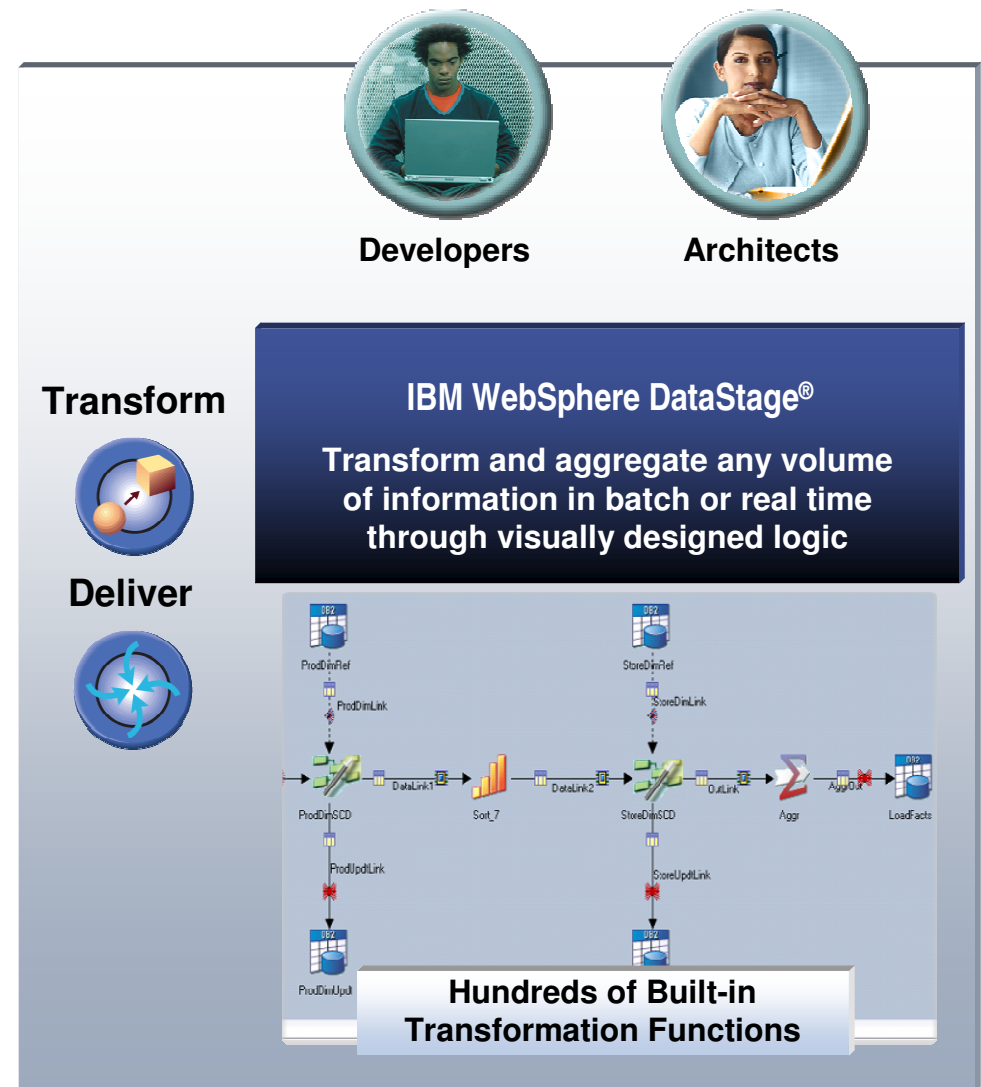 Developers
Architects
Transform
Deliver
IBM WebSphere DataStage®
Transform and aggregate any volume
of information in batch or real time
through visually designed logic
DB2
DB2
ProdDimRef
StoreDimRef
ProdDimLink
StoreDimLink
DataLink1
DataLink2
OutLink
AggrOut
DB2
ProdDimSCD
Sort_7
StoreDimSCD
Aggr
LoadFacts
ProdUpdtLink
StoreUpdtLink
DB2
DB2
ProdDimUpdt
Hundreds of Built-in
Transformation Functions